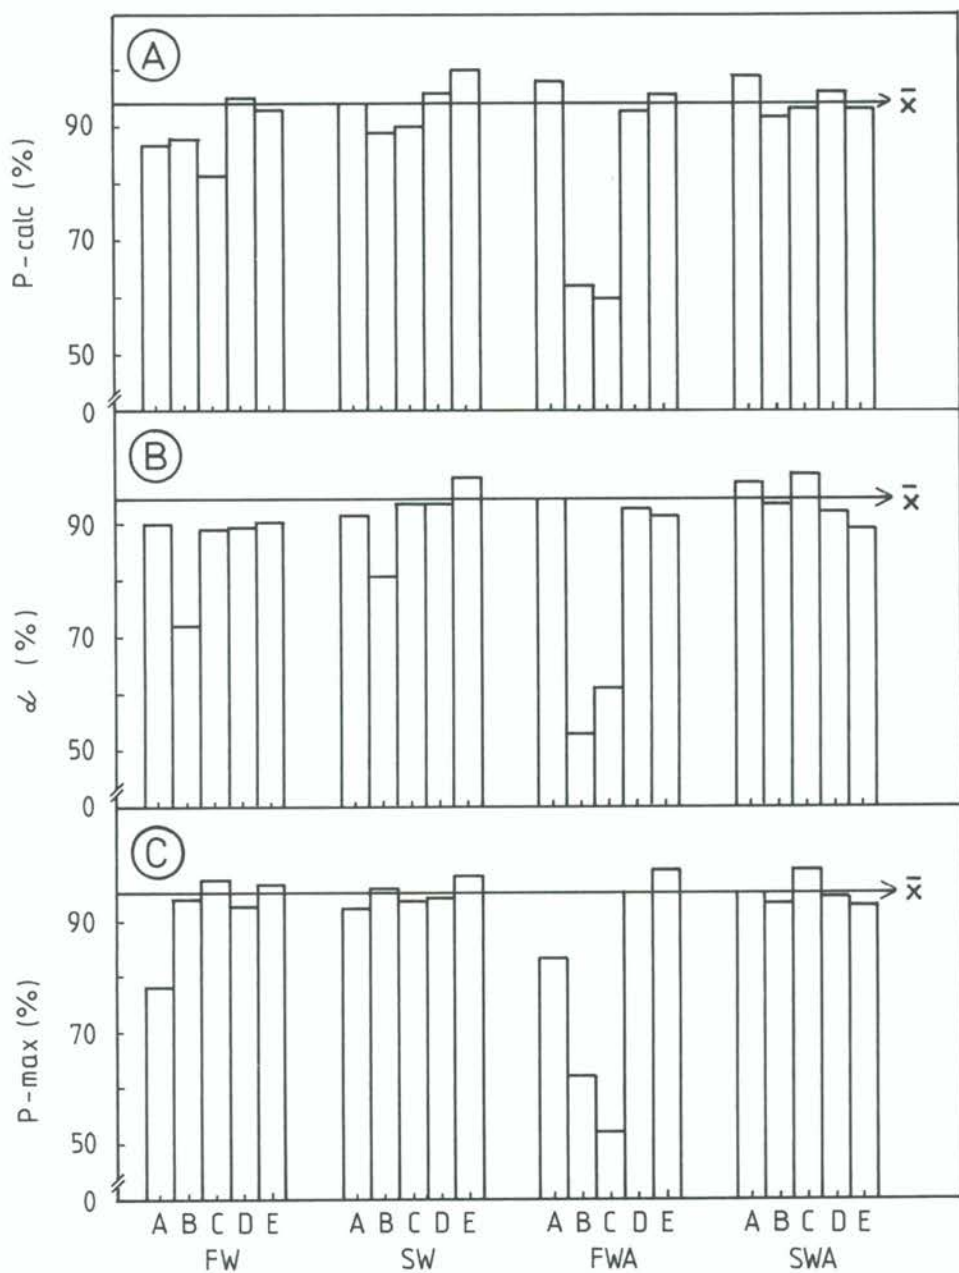 A
P-calc (%)
90
70
50
0
x̄
B
α (%)
90
70
50
0
x̄
C
P-max (%)
90
70
50
0
x̄
A B C D E A B C D E A B C D E A B C D E
FW SW FWA SWA